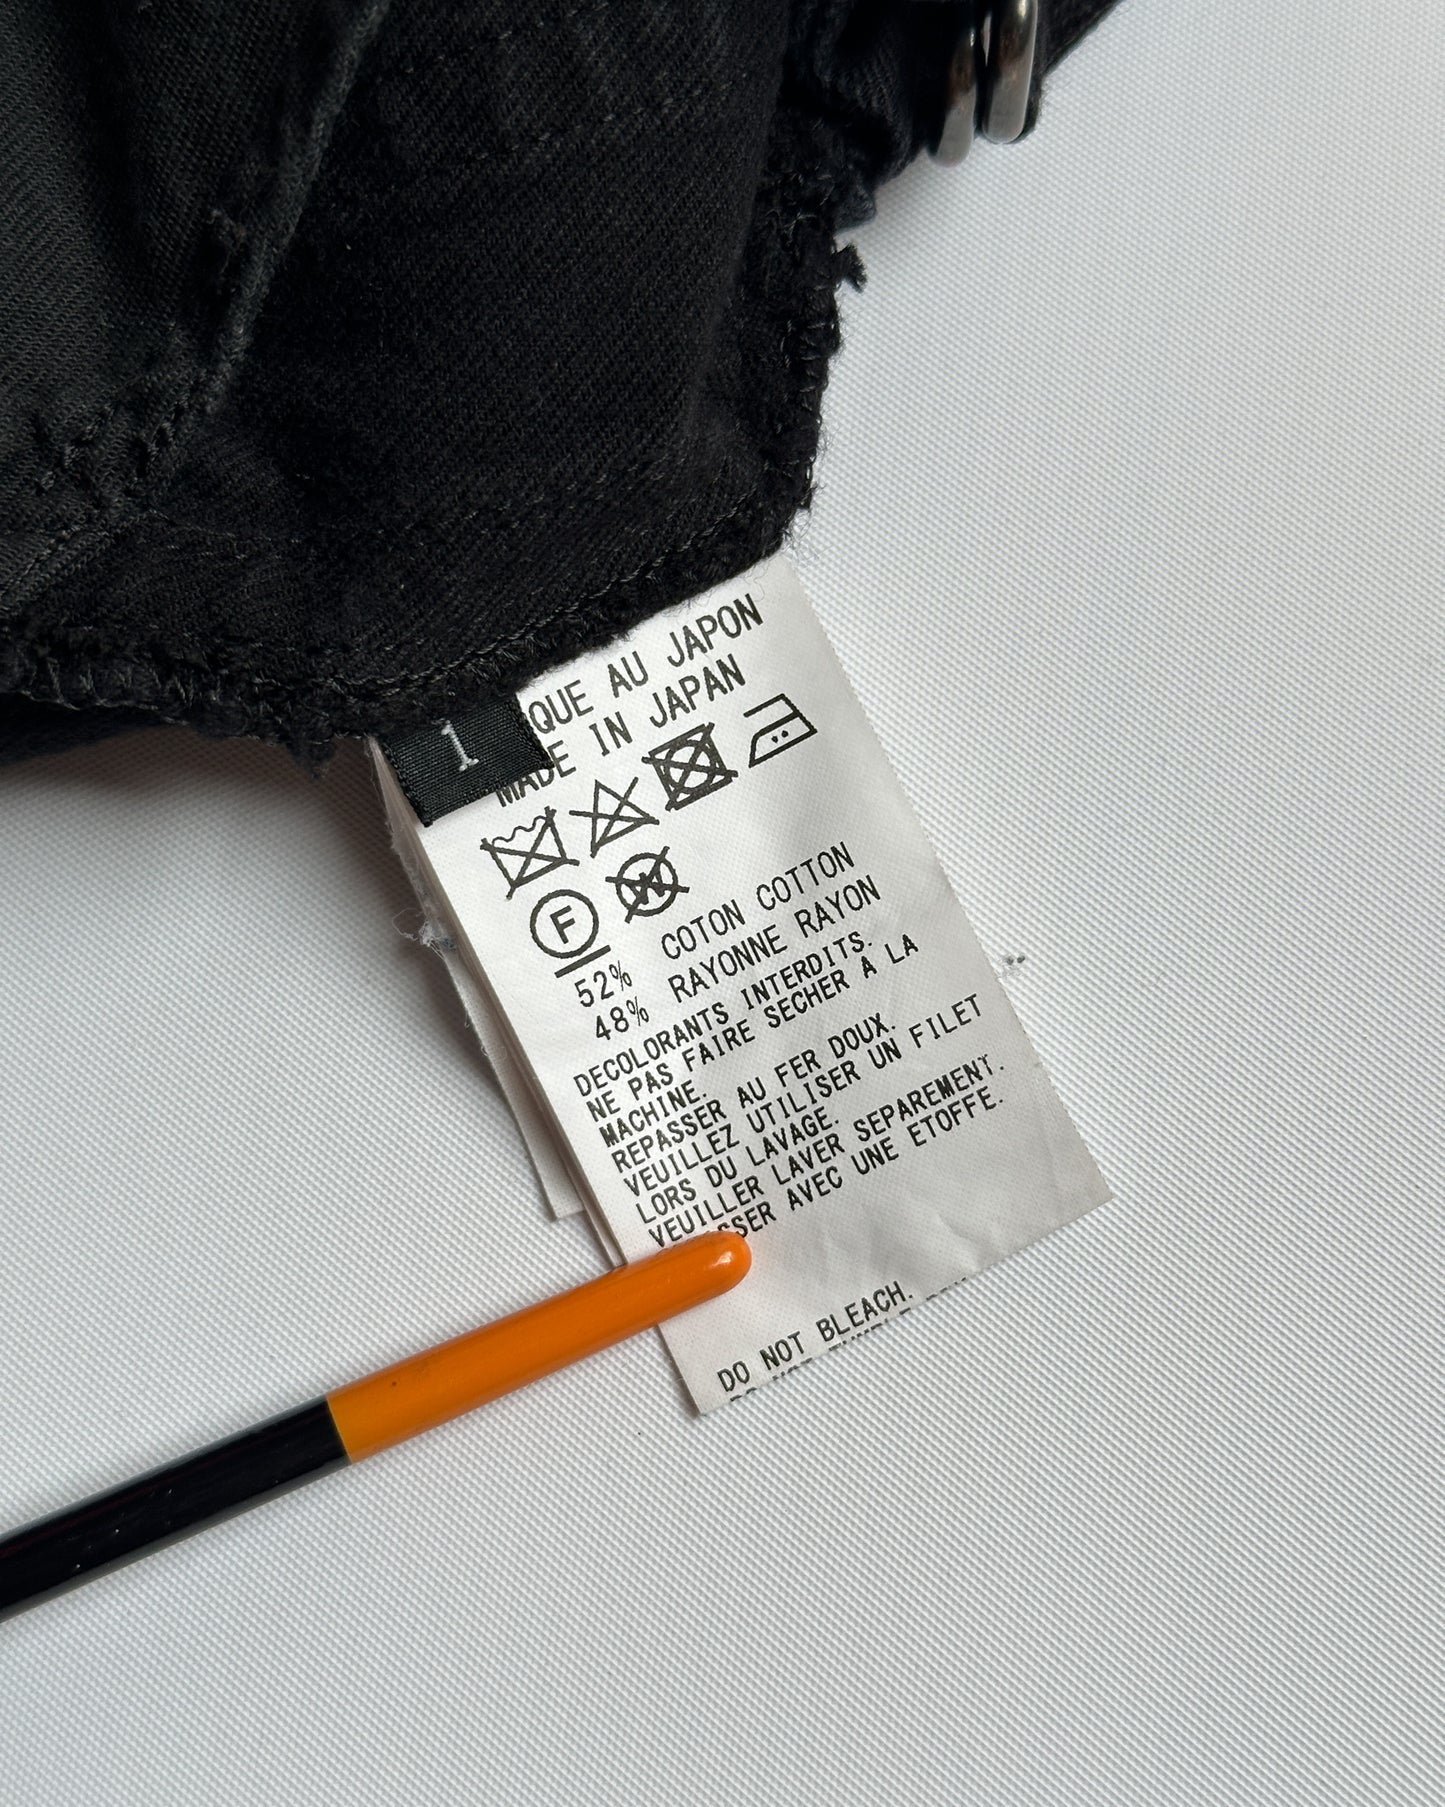 QUE AU JAPON
MADE IN JAPAN
1
F
W
52% COTON COTTON
48% RAYONNE RAYON
DECOLORANTS INTERDITS.
NE PAS FAIRE SECHER A LA
MACHINE.
REPASSER AU FER DOUX.
VEUILLEZ UTILISER UN FILET
LORS DU LAVAGE.
VEUILLER LAVER SEPAREMENT.
SSER AVEC UNE ETOFFE.
DO NOT BLEACH.